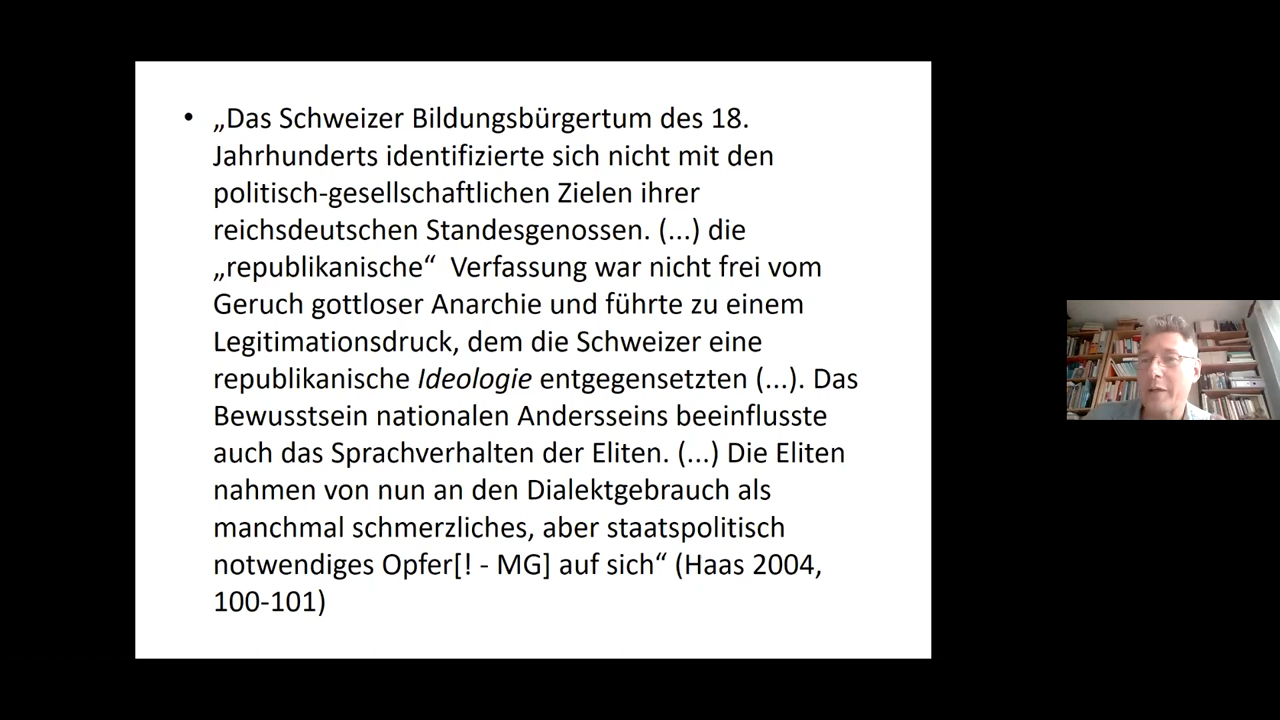 • „Das Schweizer Bildungsbürgertum des 18.
Jahrhunderts identifizierte sich nicht mit den
politisch-gesellschaftlichen Zielen ihrer
reichsdeutschen Standesgenossen. (...) die
„republikanische“ Verfassung war nicht frei vom
Geruch gottloser Anarchie und führte zu einem
Legitimationsdruck, dem die Schweizer eine
republikanische Ideologie entgegensetzten (...). Das
Bewusstsein nationalen Andersseins beeinflusste
auch das Sprachverhalten der Eliten. (...) Die Eliten
nahmen von nun an den Dialektgebrauch als
manchmal schmerzliches, aber staatspolitisch
notwendiges Opfer[! - MG] auf sich“ (Haas 2004,
100-101)